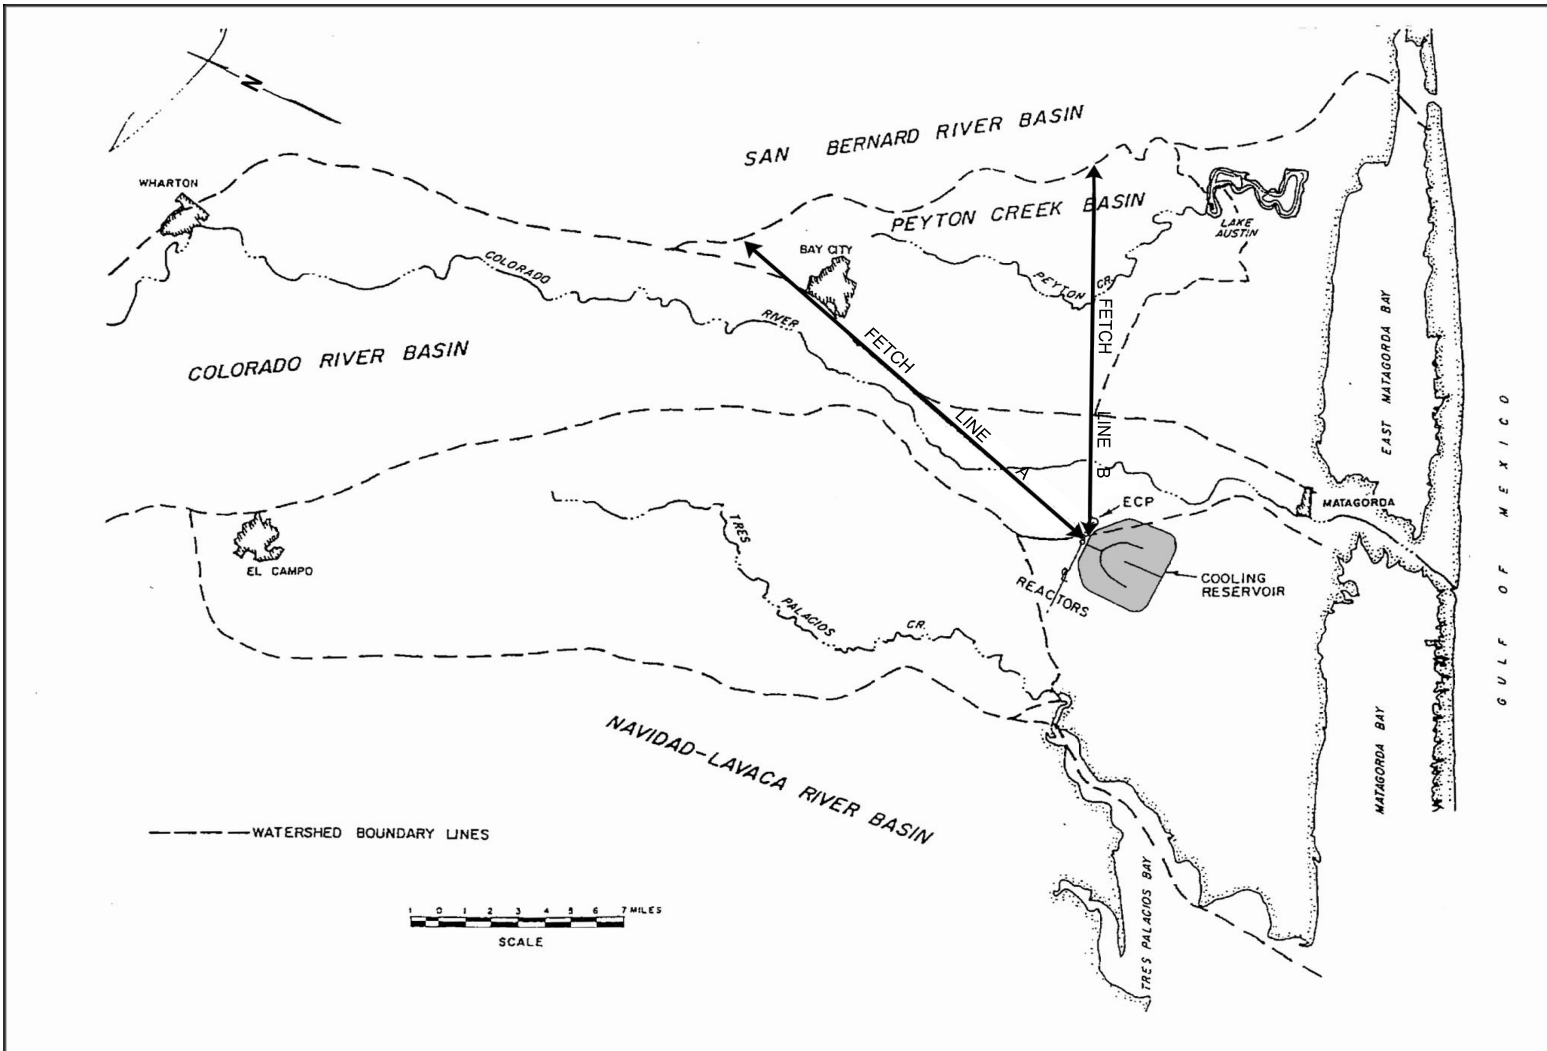 N
SAN BERNARD RIVER BASIN
WHARTON
PEYTON CREEK BASIN
LAKE
AUSTIN
BAY CITY
COLORADO
PEYTON CR.
RIVER
FETCH
LINE
A
FETCH
LINE
B
COLORADO RIVER BASIN
EAST MATAGORDA BAY
GULF OF MEXICO
ECP
MATAGORDA
TRES
PALACIOS
CR.
EL CAMPO
REACTORS
COOLING
RESERVOIR
NAVIDAD-LAVACA RIVER BASIN
MATAGORDA BAY
WATERSHED BOUNDARY LINES
TRES PALACIOS BAY
1 0 1 2 3 4 5 6 7 MILES
SCALE